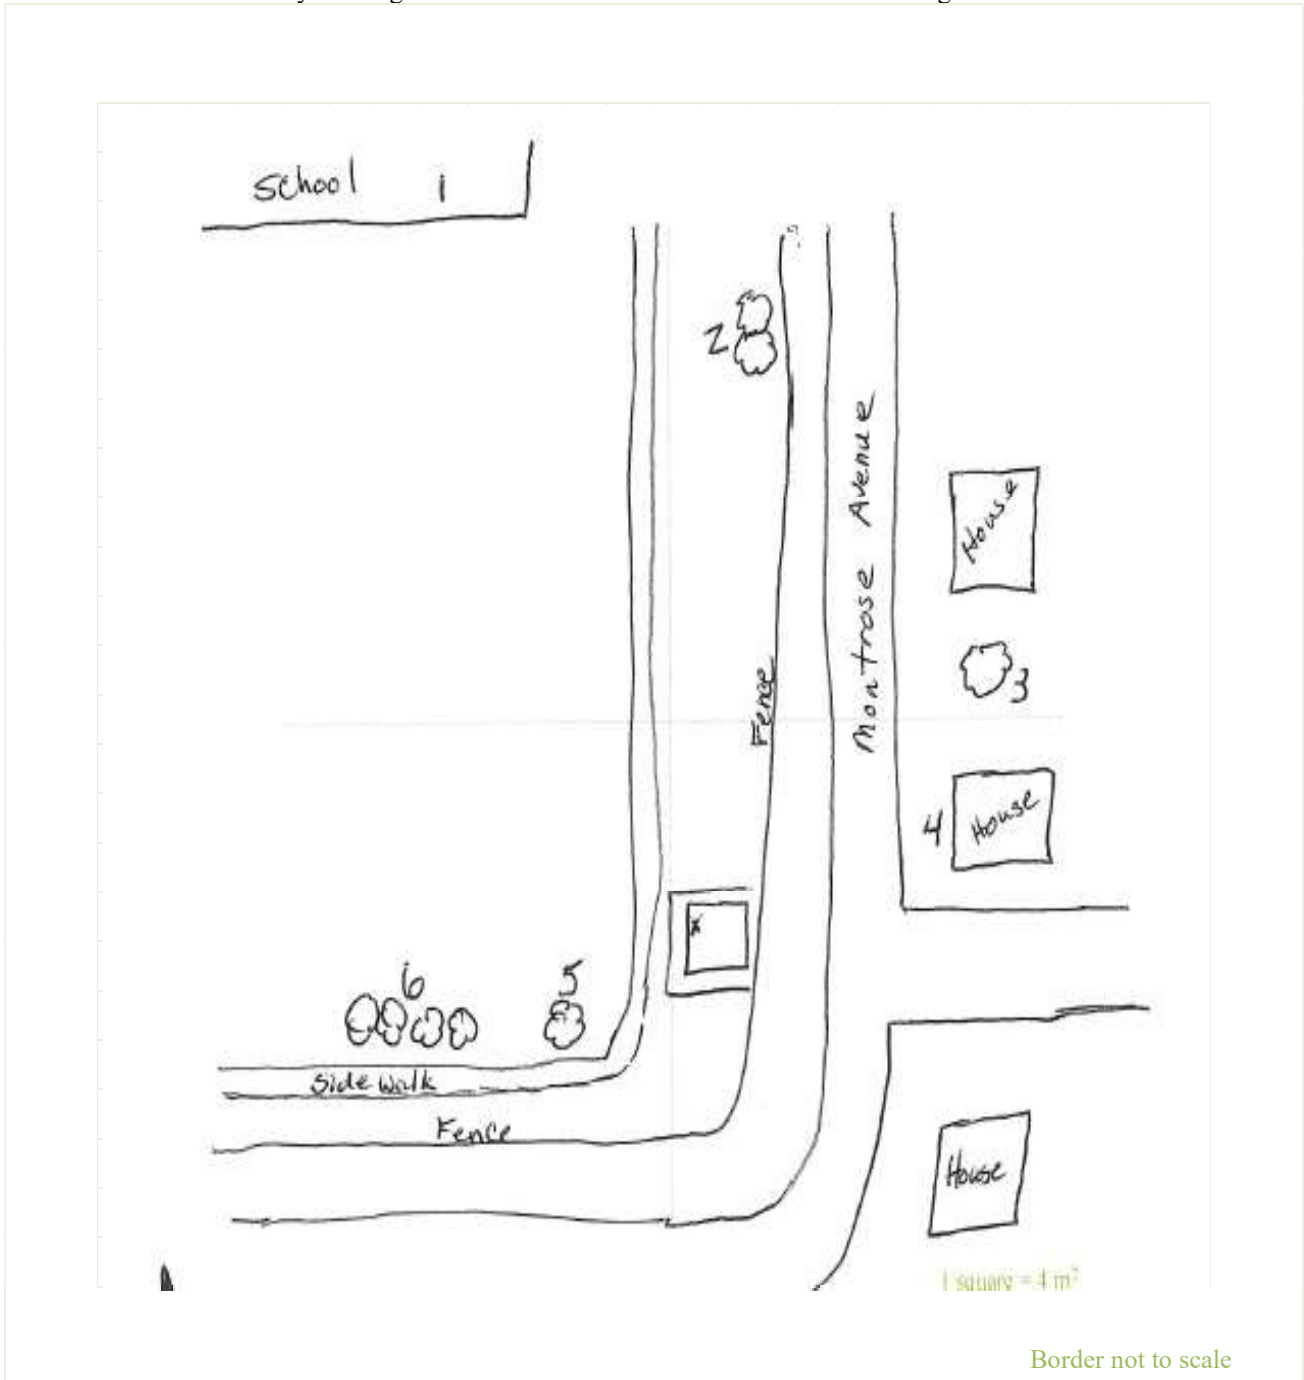 School 1
2
Montrose Avenue
House
3
Fence
4 House
x
6 5
Side Walk
Fence
House
1 square = 4 m²
Border not to scale